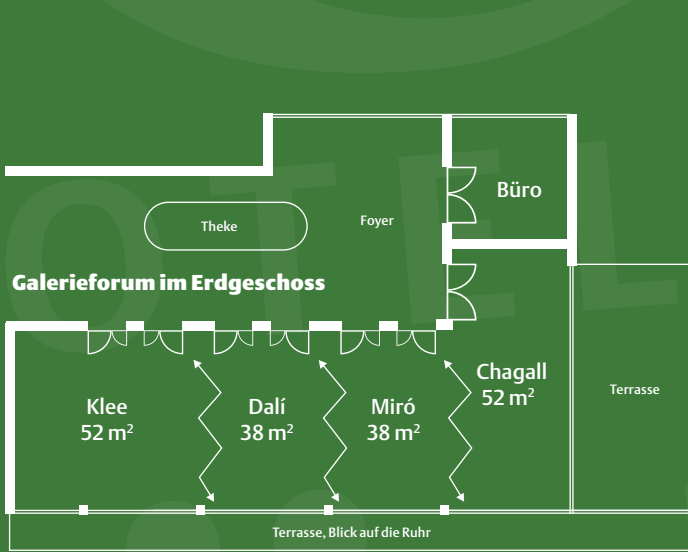 Büro
Foyer
Theke
Galerieforum im Erdgeschoss
Klee
52 m²
Dalí
38 m²
Miró
38 m²
Chagall
52 m²
Terrasse
Terrasse, Blick auf die Ruhr
OTEL